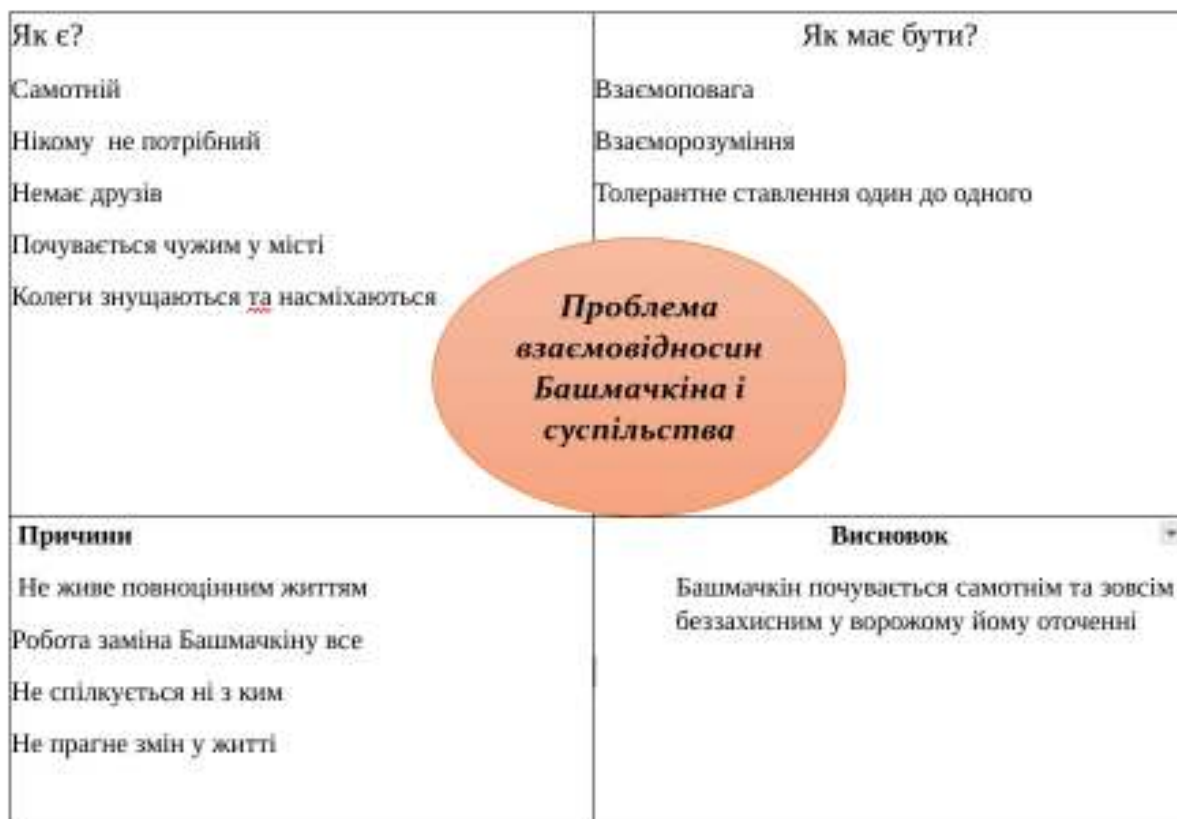 Як є?
Самотній
Нікому не потрібний
Немає друзів
Почувається чужим у місті
Колеги знущаються та насміхаються
Як має бути?
Взаємоповага
Взаєморозуміння
Толерантне ставлення один до одного
Проблема
взаємовідносин
Башмачкіна і
суспільства
Причини
Не живе повноцінним життям
Робота заміна Башмачкіну все
Не спілкується ні з ким
Не прагне змін у житті
Висновок
Башмачкін почувається самотнім та зовсім
беззахисним у ворожому йому оточенні